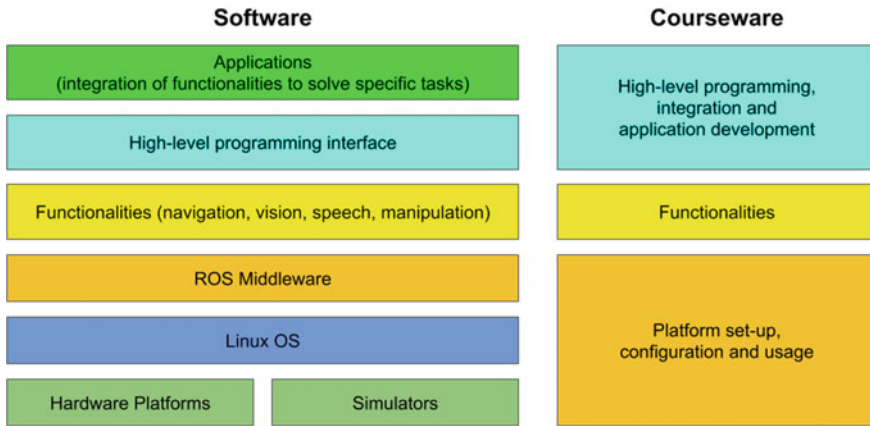 Software
Applications
(integration of functionalities to solve specific tasks)
High-level programming interface
Functionalities (navigation, vision, speech, manipulation)
ROS Middleware
Linux OS
Hardware Platforms
Simulators
Courseware
High-level programming,
integration and
application development
Functionalities
Platform set-up,
configuration and usage